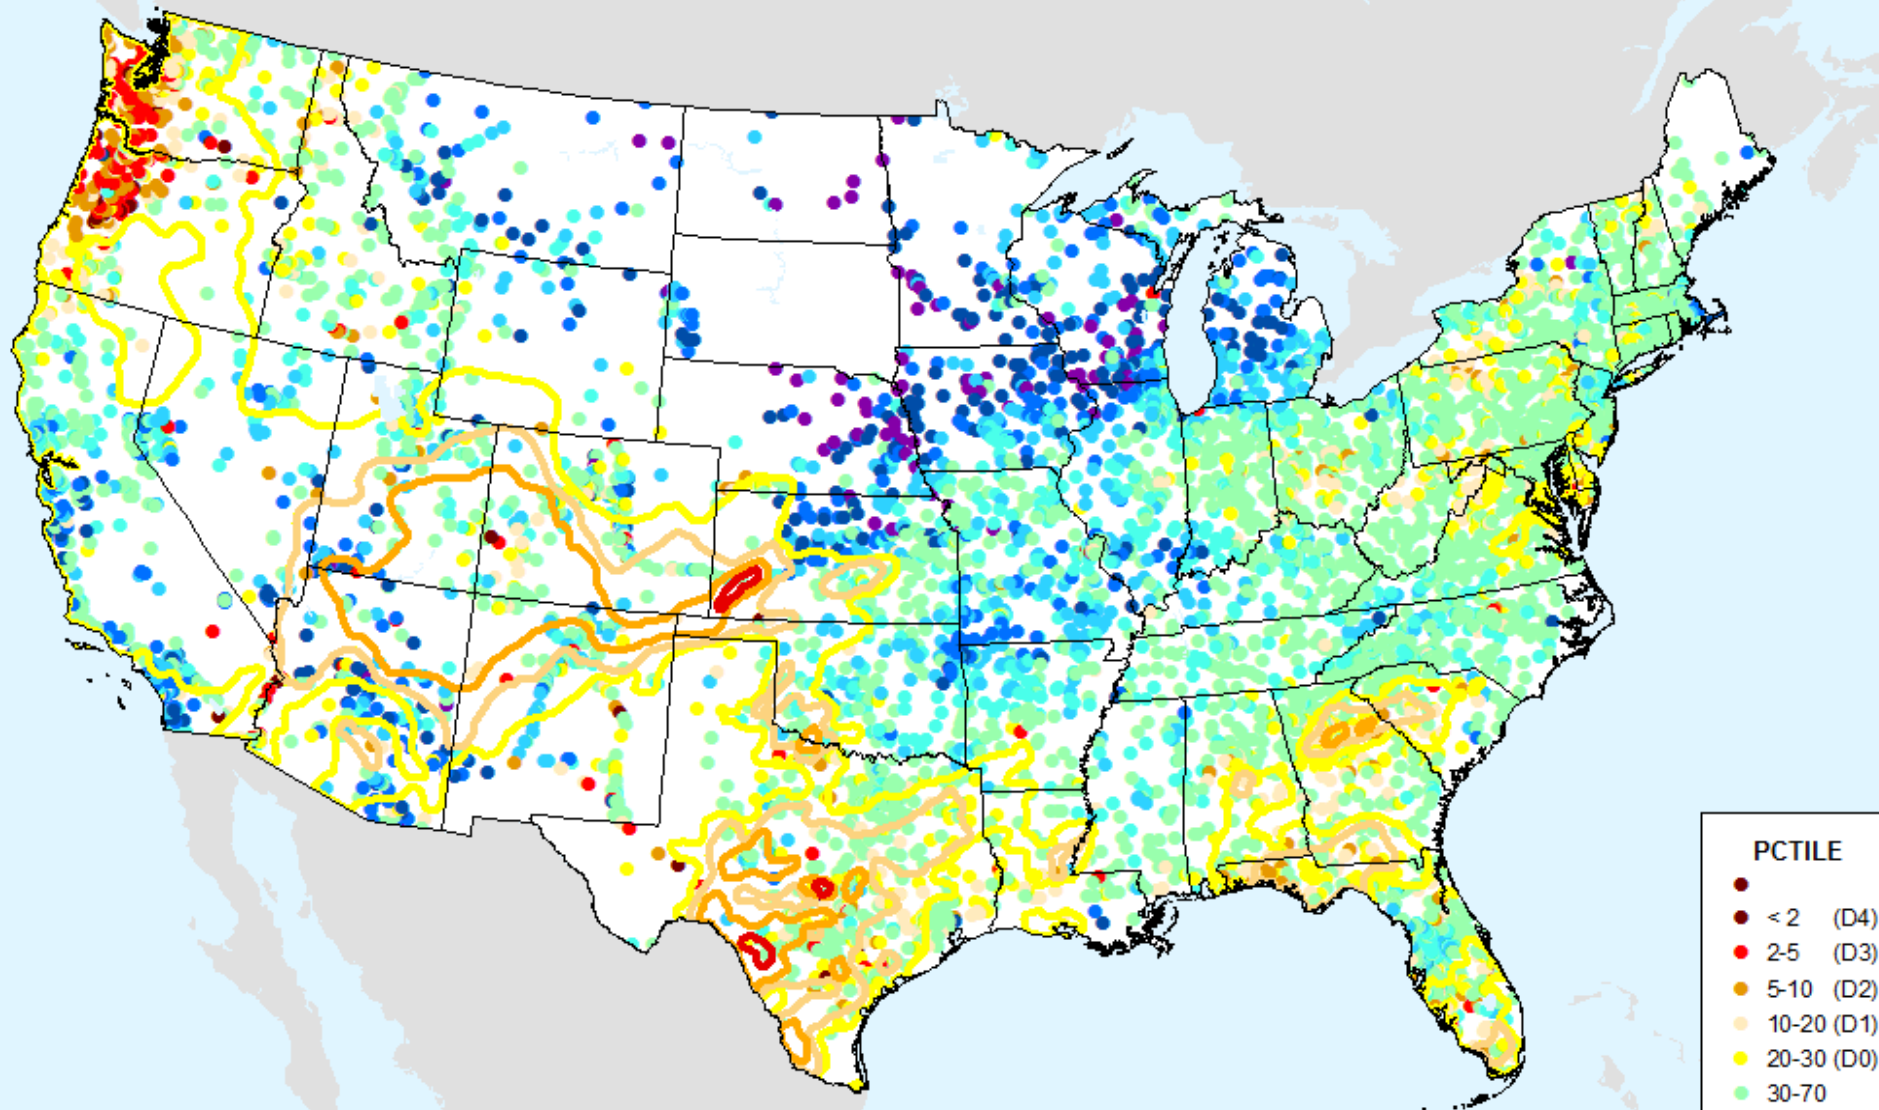 PCTILE
< 2 (D4)
2-5 (D3)
5-10 (D2)
10-20 (D1)
20-30 (D0)
30-70